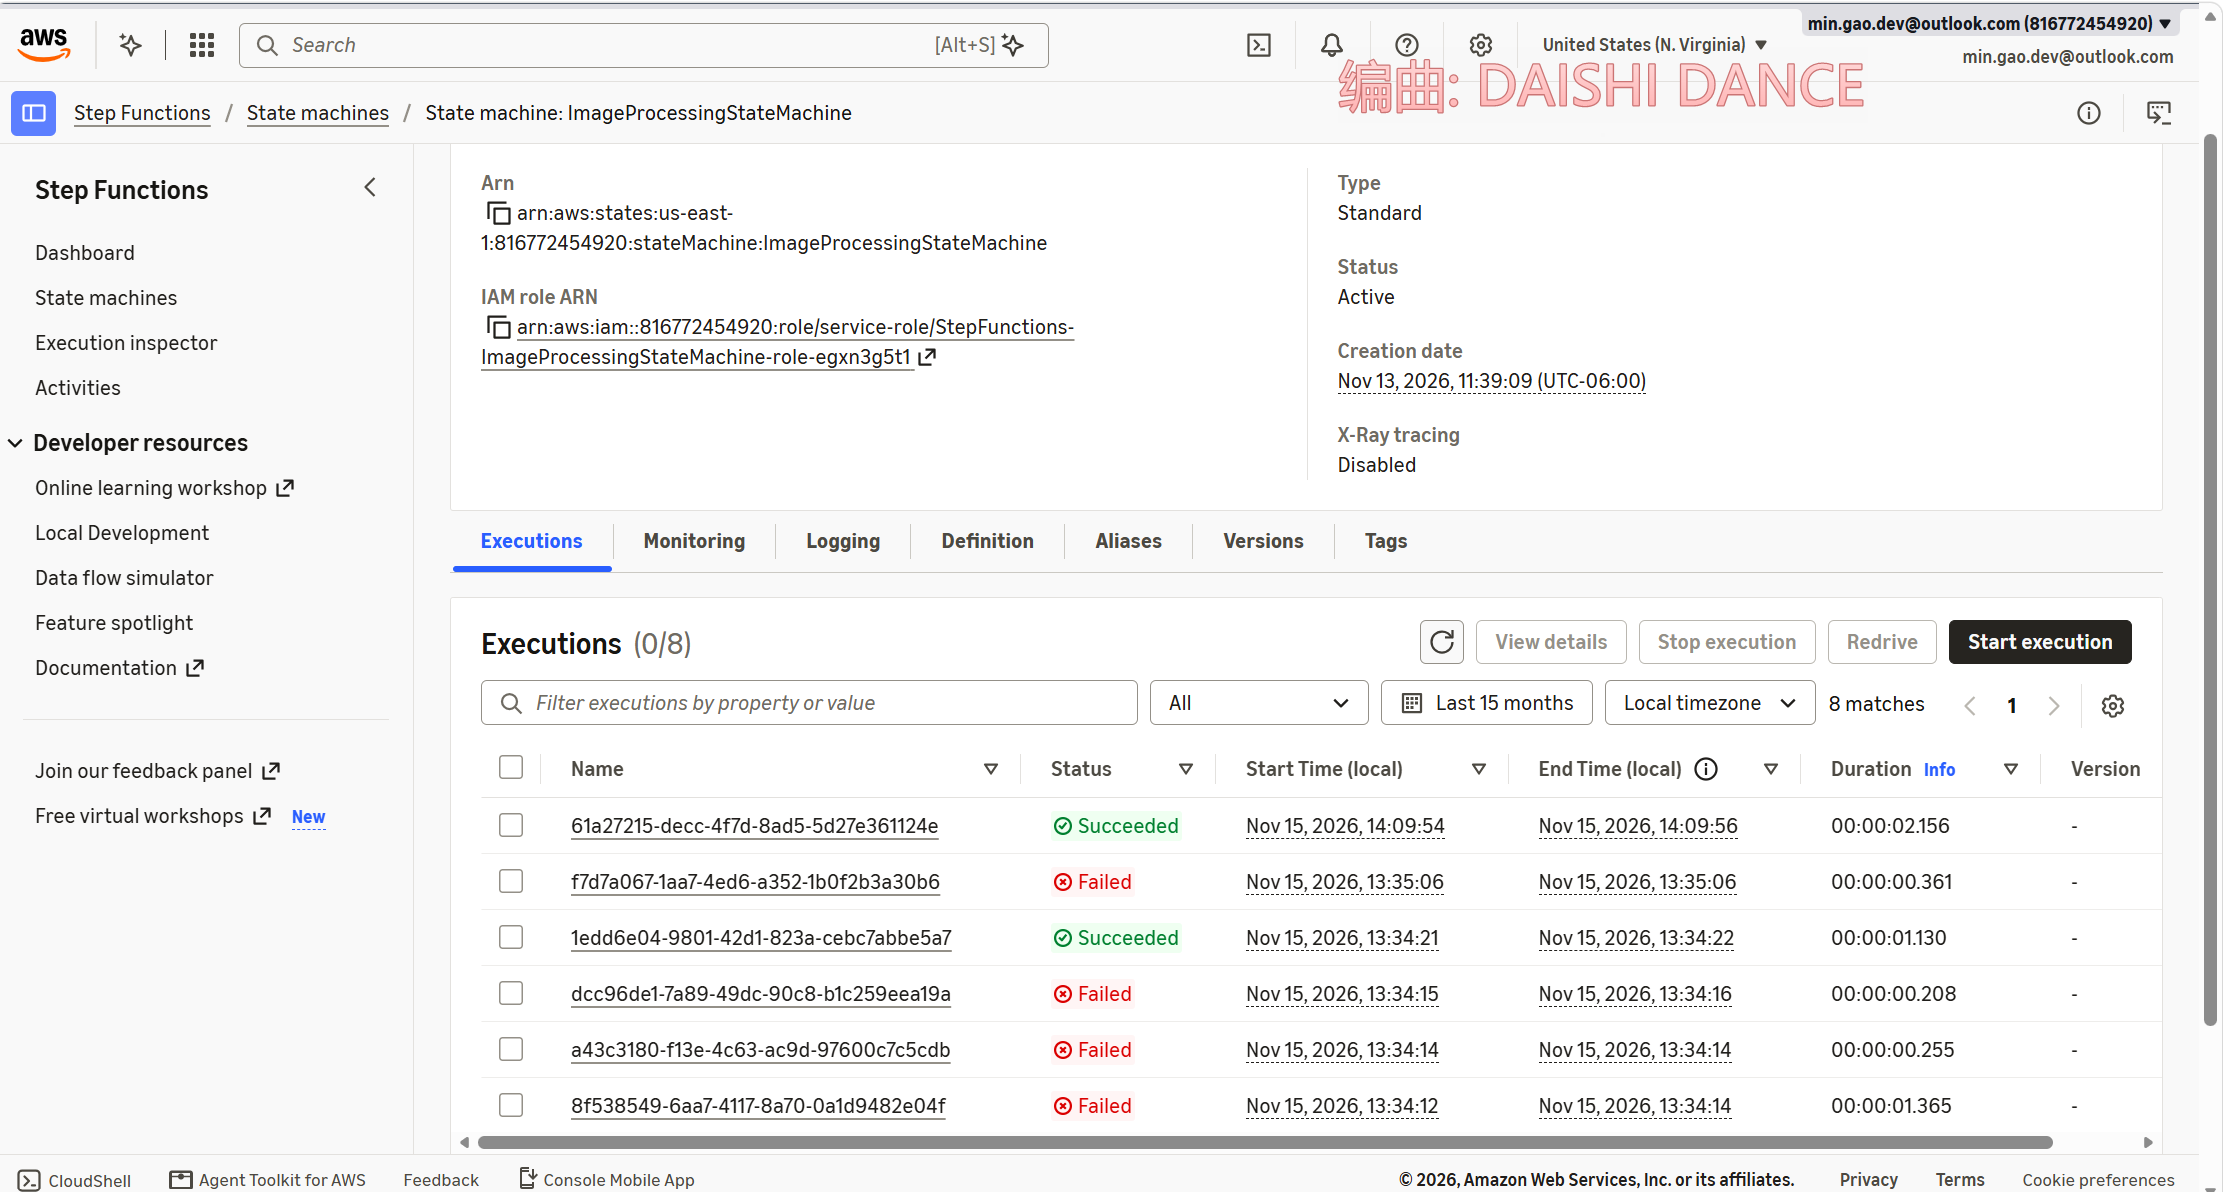 aws
Search
[Alt+S]
United States (N. Virginia)
min.gao.dev@outlook.com (816772454920)
min.gao.dev@outlook.com
编曲: DAISHI DANCE
Step Functions / State machines / State machine: ImageProcessingStateMachine
Step Functions
Dashboard
State machines
Execution inspector
Activities
Developer resources
Online learning workshop
Local Development
Data flow simulator
Feature spotlight
Documentation
Join our feedback panel
Free virtual workshops New
Arn
arn:aws:states:us-east-
1:816772454920:stateMachine:ImageProcessingStateMachine
IAM role ARN
arn:aws:iam::816772454920:role/service-role/StepFunctions-
ImageProcessingStateMachine-role-egxn3g5t1
Type
Standard
Status
Active
Creation date
Nov 13, 2026, 11:39:09 (UTC-06:00)
X-Ray tracing
Disabled
Executions Monitoring Logging Definition Aliases Versions Tags
Executions (0/8)
View details Stop execution Redrive Start execution
Filter executions by property or value All Last 15 months Local timezone 8 matches 1
Name Status Start Time (local) End Time (local) Duration Info Version
61a27215-decc-4f7d-8ad5-5d27e361124e Succeeded Nov 15, 2026, 14:09:54 Nov 15, 2026, 14:09:56 00:00:02.156 -
f7d7a067-1aa7-4ed6-a352-1b0f2b3a30b6 Failed Nov 15, 2026, 13:35:06 Nov 15, 2026, 13:35:06 00:00:00.361 -
1edd6e04-9801-42d1-823a-cebc7abbe5a7 Succeeded Nov 15, 2026, 13:34:21 Nov 15, 2026, 13:34:22 00:00:01.130 -
dcc96de1-7a89-49dc-90c8-b1c259eea19a Failed Nov 15, 2026, 13:34:15 Nov 15, 2026, 13:34:16 00:00:00.208 -
a43c3180-f13e-4c63-ac9d-97600c7c5cdb Failed Nov 15, 2026, 13:34:14 Nov 15, 2026, 13:34:14 00:00:00.255 -
8f538549-6aa7-4117-8a70-0a1d9482e04f Failed Nov 15, 2026, 13:34:12 Nov 15, 2026, 13:34:14 00:00:01.365 -
CloudShell Agent Toolkit for AWS Feedback Console Mobile App © 2026, Amazon Web Services, Inc. or its affiliates. Privacy Terms Cookie preferences